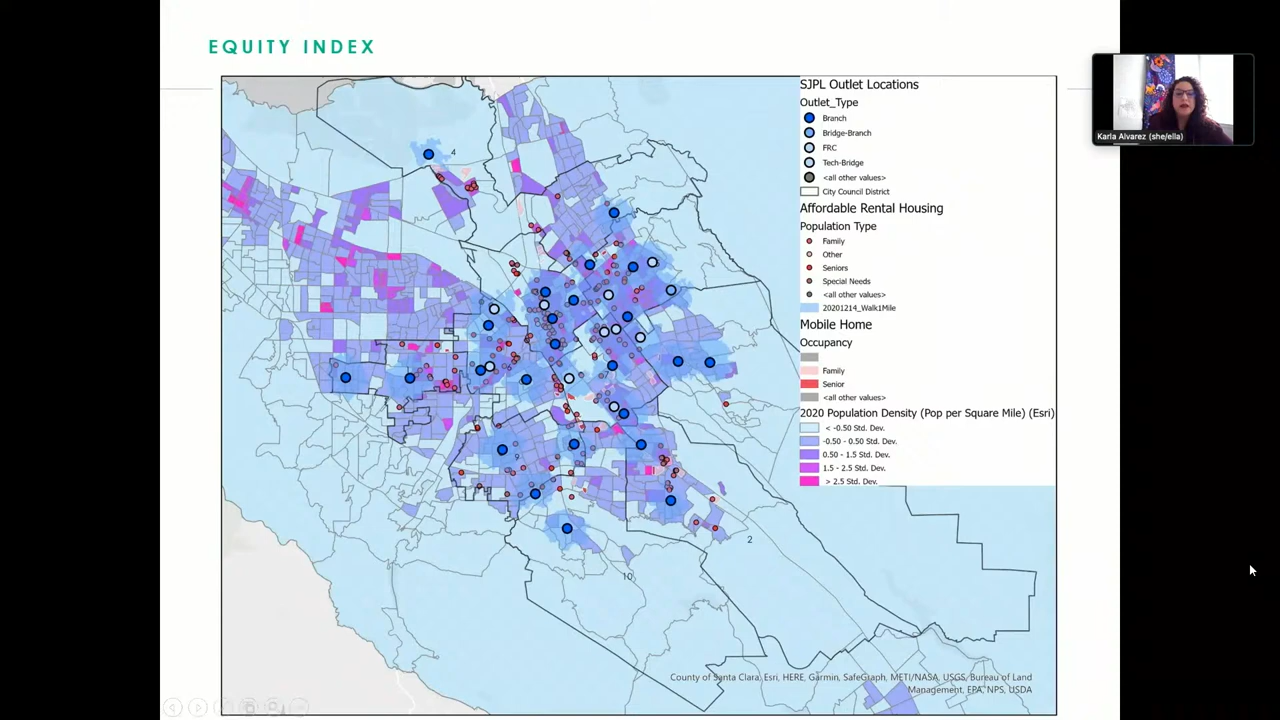 EQUITY INDEX
SJPL Outlet Locations
Outlet_Type
Branch
Bridge-Branch
FRC
Tech-Bridge
<all other values>
City Council District
Affordable Rental Housing
Population Type
Family
Other
Seniors
Special Needs
<all other values>
20201214_Walk1Mile
Mobile Home
Occupancy
Family
Senior
<all other values>
2020 Population Density (Pop per Square Mile) (Esri)
< -0.50 Std. Dev.
-0.50 - 0.50 Std. Dev.
0.50 - 1.5 Std. Dev.
1.5 - 2.5 Std. Dev.
> 2.5 Std. Dev.
Karla Alvarez (she/ella)
2
10
County of Santa Clara, Esri, HERE, Garmin, SafeGraph, METI/NASA, USGS, Bureau of Land
Management, EPA, NPS, USDA